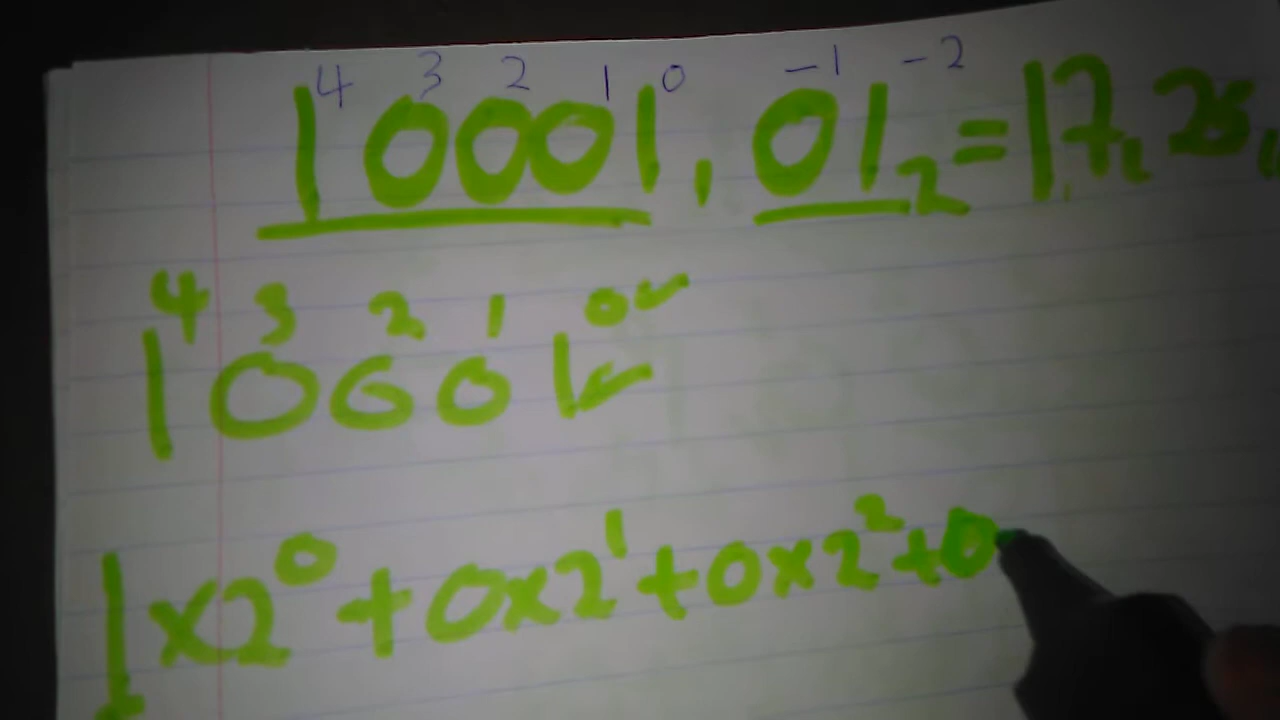 4 3 2 1 0 -1 -2
10001,01₂ = 17,25
4 3 2 1 0 ✓
10001 ✓
1x2⁰+0x2¹+0x2²+0